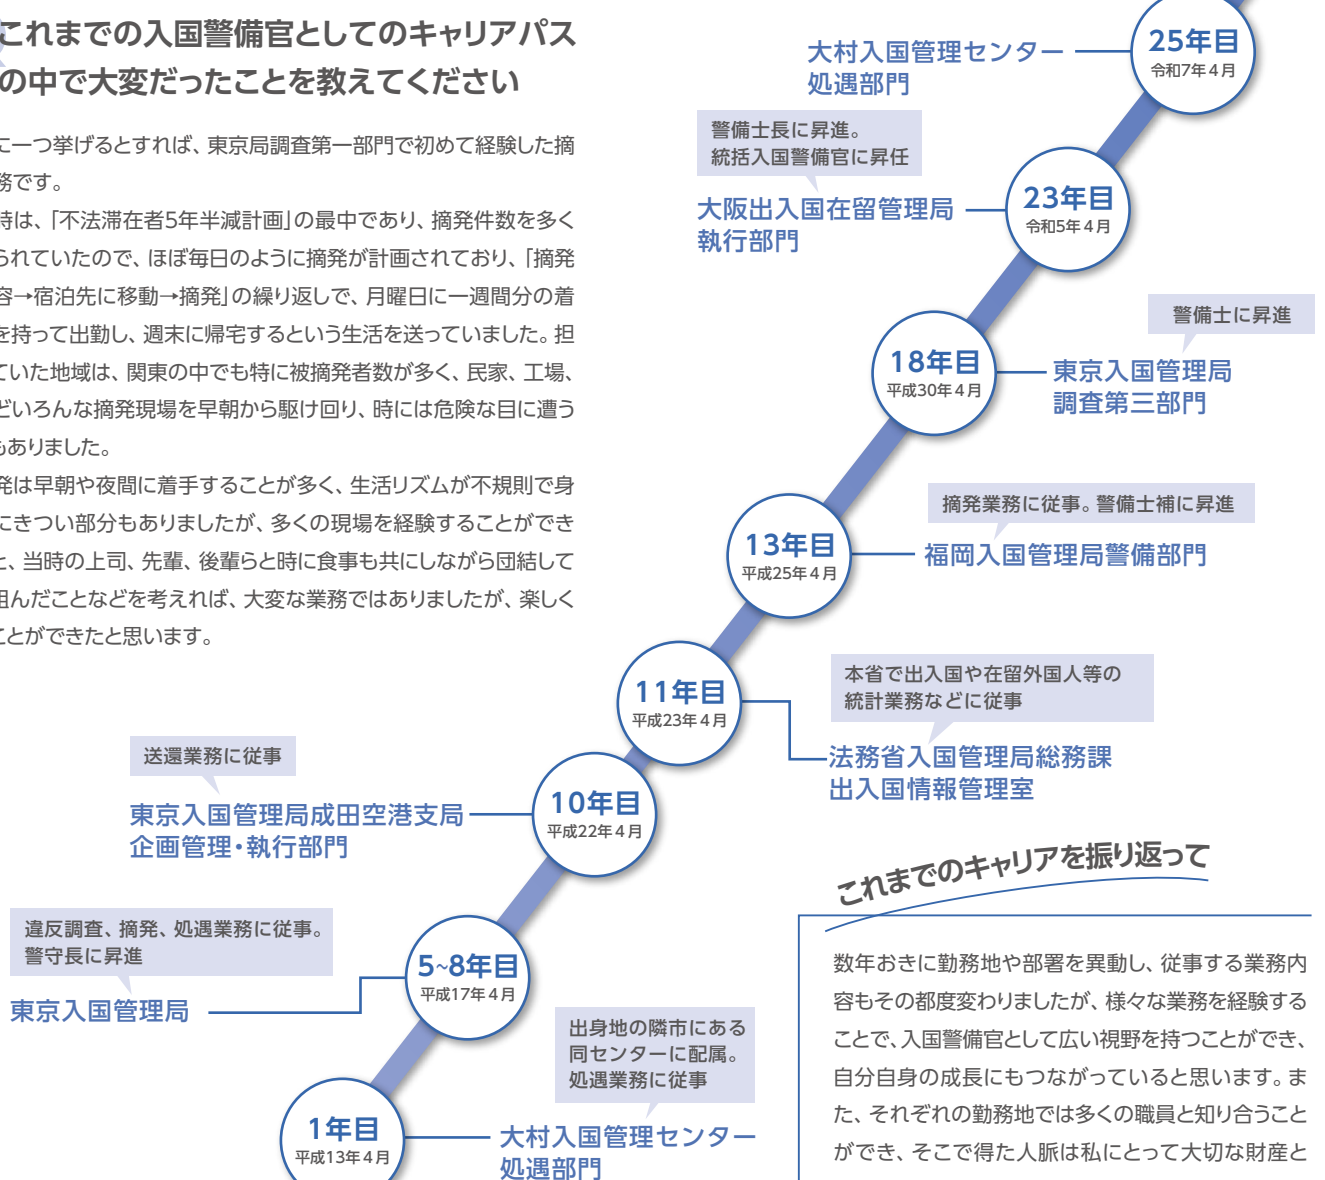 これまでの入国警備官としてのキャリアパス
の中で大変だったことを教えてください
に一つ挙げるとすれば、東京局調査第一部門で初めて経験した摘
務です。
時は、「不法滞在者5年半減計画」の最中であり、摘発件数を多く
られていたので、ほぼ毎日のように摘発が計画されており、「摘発
容→宿泊先に移動→摘発」の繰り返しで、月曜日に一週間分の着
を持って出勤し、週末に帰宅するという生活を送っていました。担
ていた地域は、関東の中でも特に被摘発者数が多く、民家、工場、
どいろんな摘発現場を早朝から駆け回り、時には危険な目に遭う
もありました。
発は早朝や夜間に着手することが多く、生活リズムが不規則で身
にきつい部分もありましたが、多くの現場を経験することができ
と、当時の上司、先輩、後輩らと時に食事も共にしながら団結して
組んだことなどを考えれば、大変な業務ではありましたが、楽しく
ことができたと思います。
25年目
令和7年4月
大村入国管理センター
処遇部門
警備士長に昇進。
統括入国警備官に昇任
23年目
令和5年4月
大阪出入国在留管理局
執行部門
警備士に昇進
18年目
平成30年4月
東京入国管理局
調査第三部門
摘発業務に従事。警備士補に昇進
13年目
平成25年4月
福岡入国管理局警備部門
本省で出入国や在留外国人等の
統計業務などに従事
11年目
平成23年4月
法務省入国管理局総務課
出入国情報管理室
送還業務に従事
10年目
平成22年4月
東京入国管理局成田空港支局
企画管理・執行部門
違反調査、摘発、処遇業務に従事。
警守長に昇進
5~8年目
平成17年4月
東京入国管理局
出身地の隣市にある
同センターに配属。
処遇業務に従事
1年目
平成13年4月
大村入国管理センター
処遇部門
これまでのキャリアを振り返って
数年おきに勤務地や部署を異動し、従事する業務内
容もその都度変わりましたが、様々な業務を経験する
ことで、入国警備官として広い視野を持つことができ、
自分自身の成長にもつながっていると思います。ま
た、それぞれの勤務地では多くの職員と知り合うこと
ができ、そこで得た人脈は私にとって大切な財産と